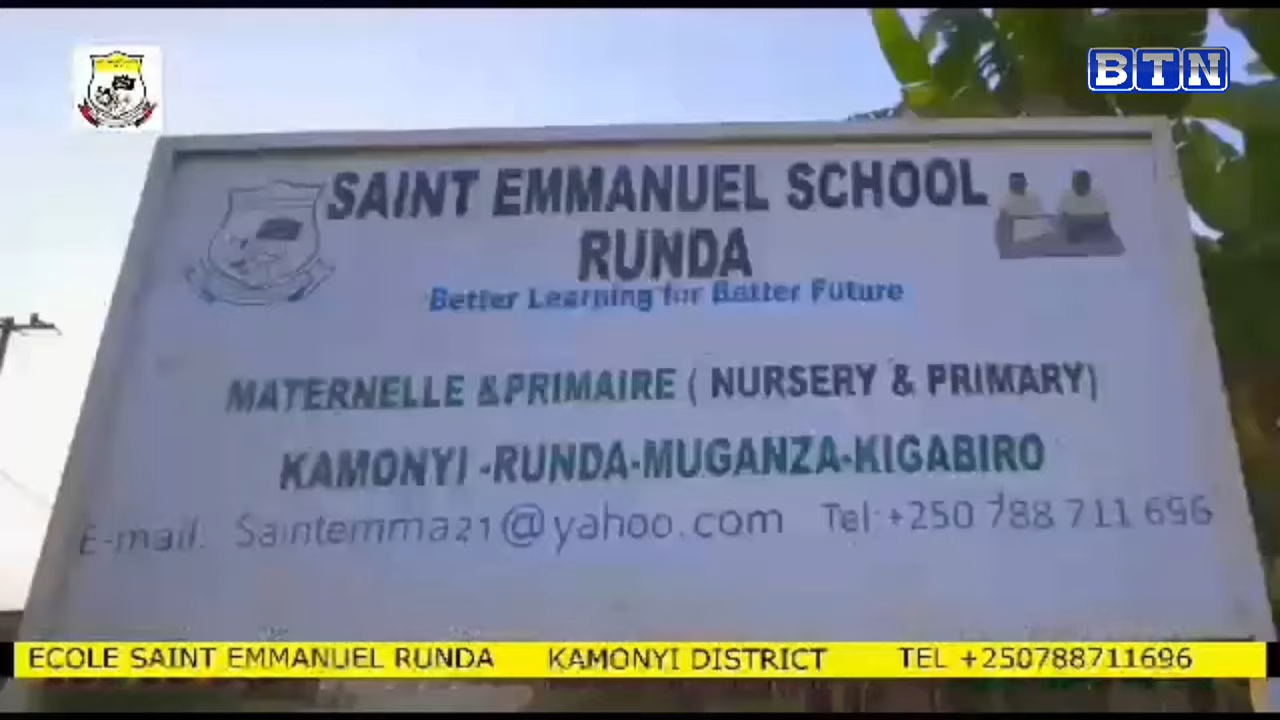 BTN
SAINT EMMANUEL SCHOOL
RUNDA
Better Learning for Better Future
MATERNELLE &PRIMAIRE ( NURSERY & PRIMARY)
KAMONYI -RUNDA-MUGANZA-KIGABIRO
E-mail: Saintemma21@yahoo.com Tel:+250 788 711 696
ECOLE SAINT EMMANUEL RUNDA KAMONYI DISTRICT TEL +250788711696